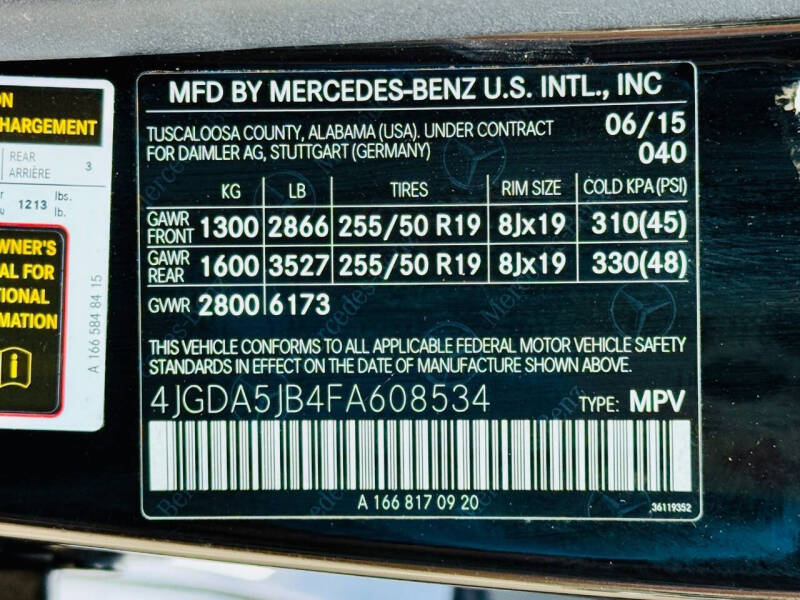 ON
HARGEMENT
REAR
ARRIÈRE 3
1213 lbs.
lb.
WNER'S
AL FOR
TIONAL
RMATION
A 166 584 84 15
MFD BY MERCEDES-BENZ U.S. INTL., INC
TUSCALOOSA COUNTY, ALABAMA (USA). UNDER CONTRACT 06/15
FOR DAIMLER AG, STUTTGART (GERMANY) 040
KG LB TIRES RIM SIZE COLD KPA(PSI)
GAWR FRONT 1300 2866 255/50 R19 8Jx19 310(45)
GAWR REAR 1600 3527 255/50 R19 8Jx19 330(48)
GVWR 2800 6173
THIS VEHICLE CONFORMS TO ALL APPLICABLE FEDERAL MOTOR VEHICLE SAFETY
STANDARDS IN EFFECT ON THE DATE OF MANUFACTURE SHOWN ABOVE.
4JGDA5JB4FA608534 TYPE: MPV
A 166 817 09 20
36119352